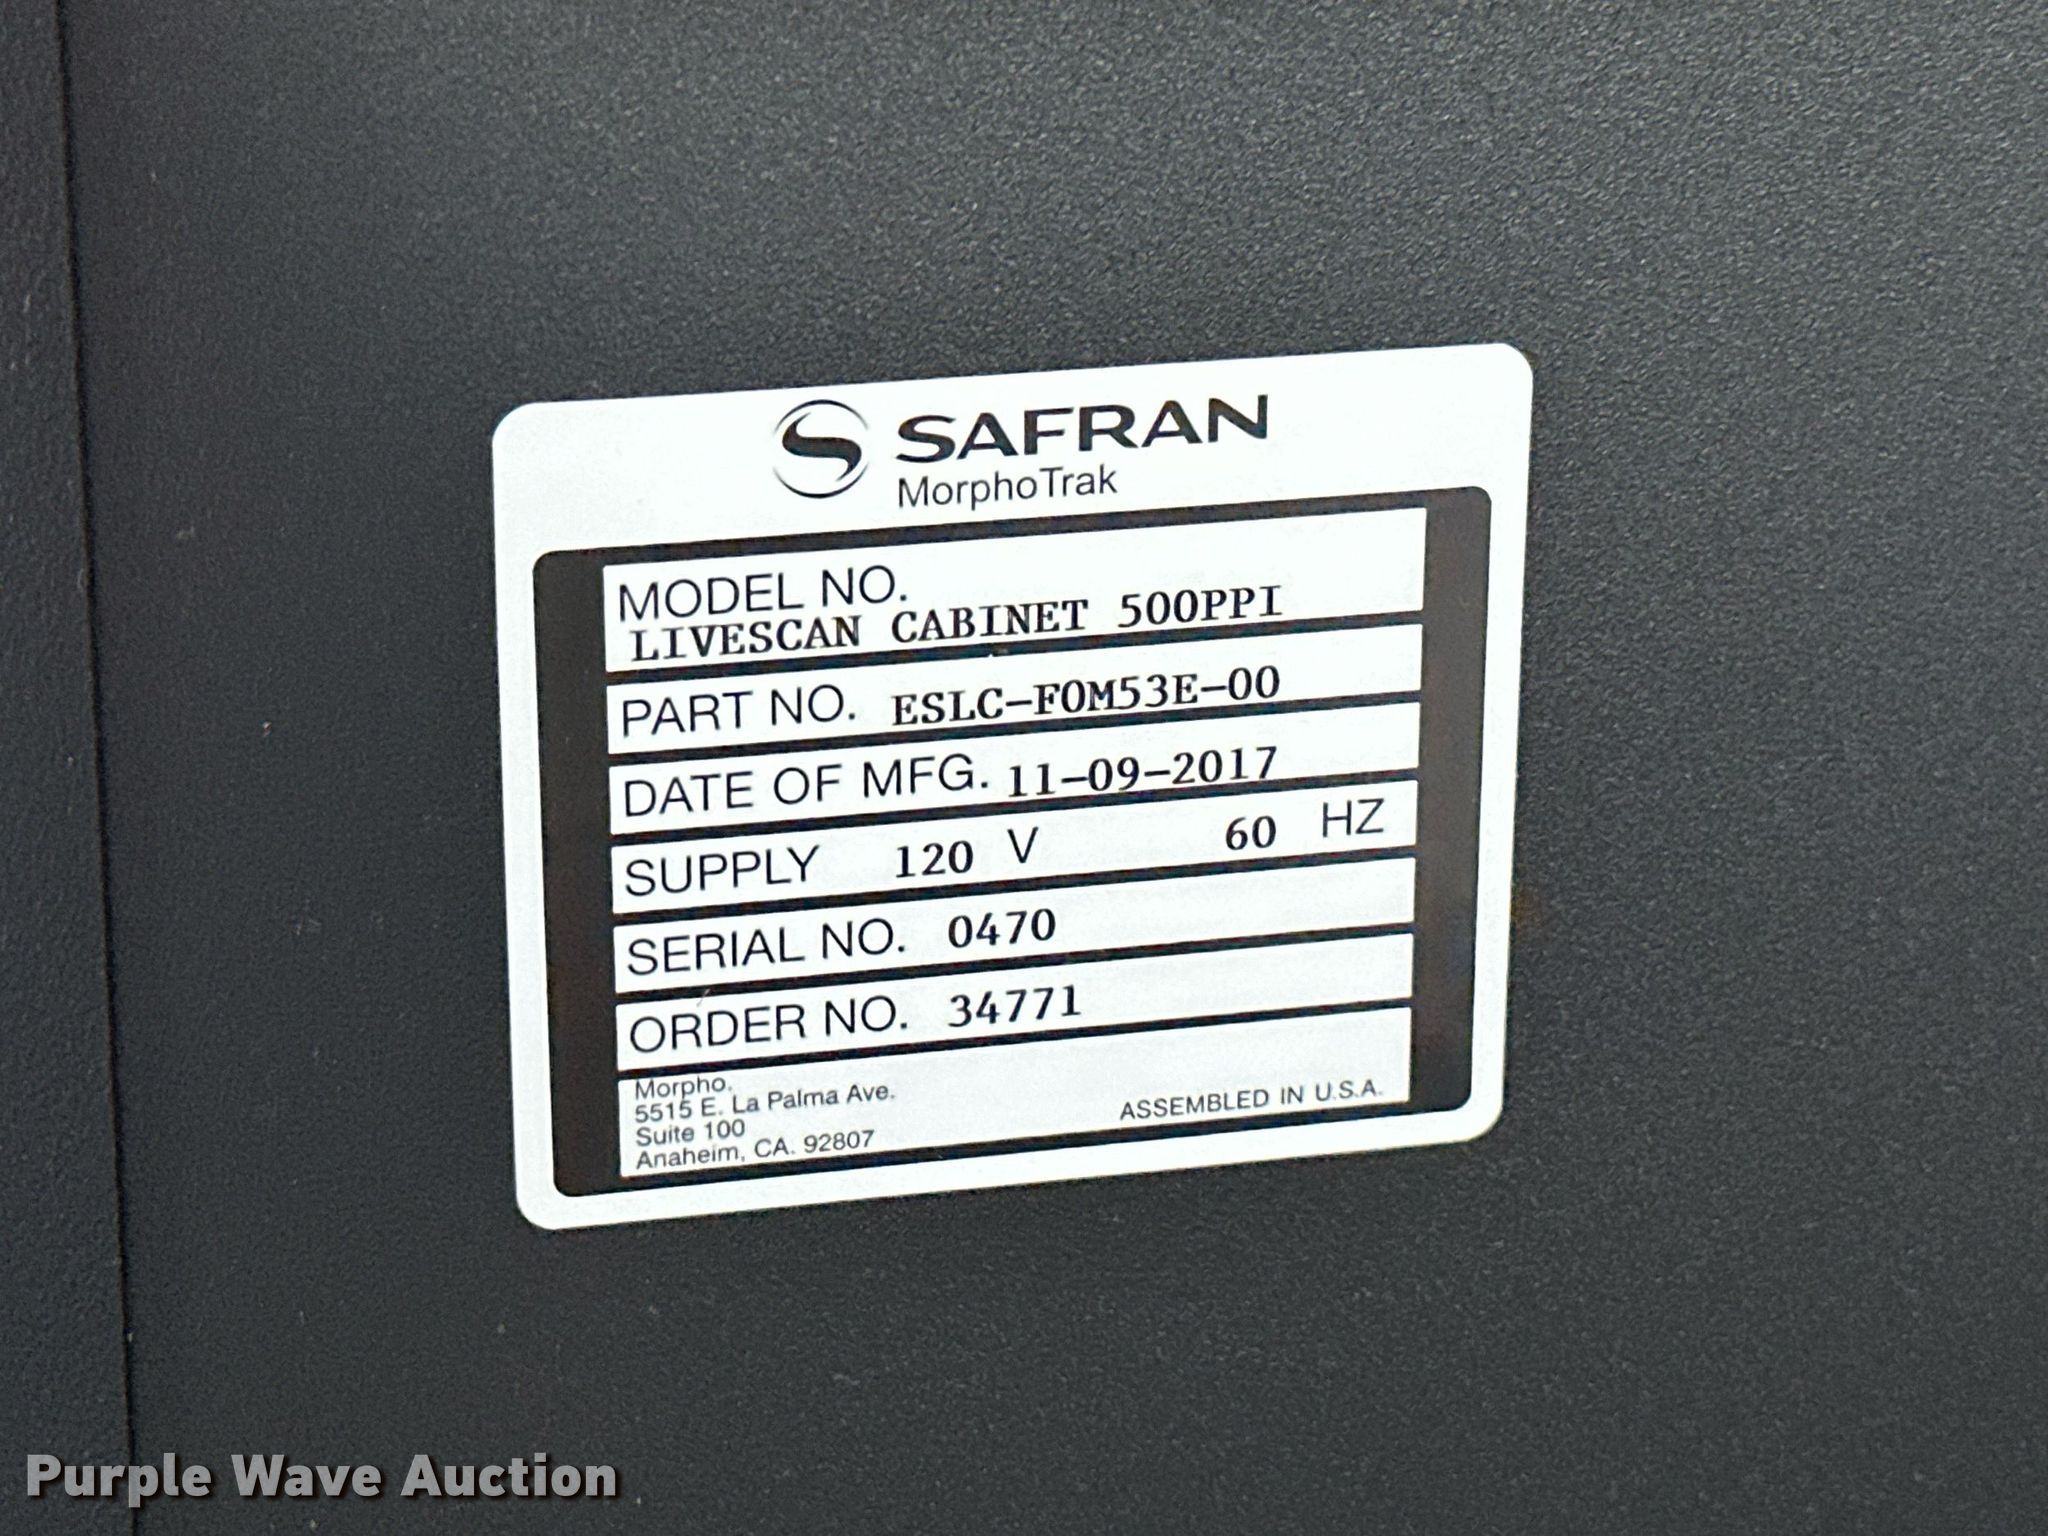 SAFRAN
MorphoTrak
MODEL NO.
LIVESCAN CABINET 500PPI
PART NO. ESLC-F0M53E-00
DATE OF MFG. 11-09-2017
SUPPLY 120 V 60 HZ
SERIAL NO. 0470
ORDER NO. 34771
Morpho.
5515 E. La Palma Ave.
Suite 100
Anaheim, CA. 92807
ASSEMBLED IN U.S.A.
Purple Wave Auction